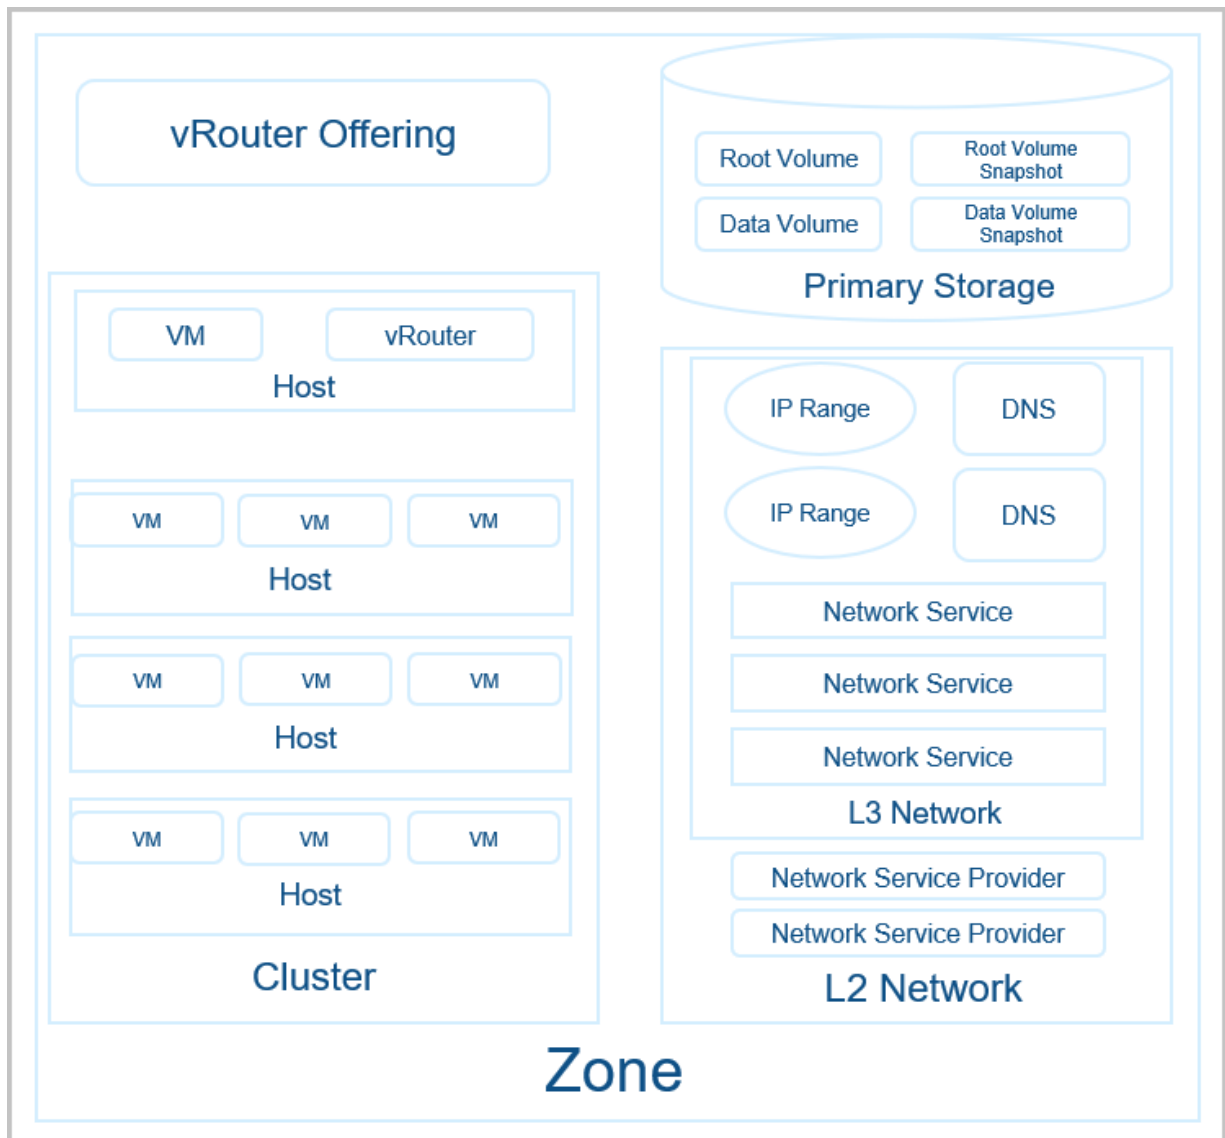 vRouter Offering
Root Volume
Root Volume
Snapshot
Data Volume
Data Volume
Snapshot
Primary Storage
VM
vRouter
Host
VM
VM
VM
Host
VM
VM
VM
Host
VM
VM
VM
Host
Cluster
IP Range
DNS
IP Range
DNS
Network Service
Network Service
Network Service
L3 Network
Network Service Provider
Network Service Provider
L2 Network
Zone